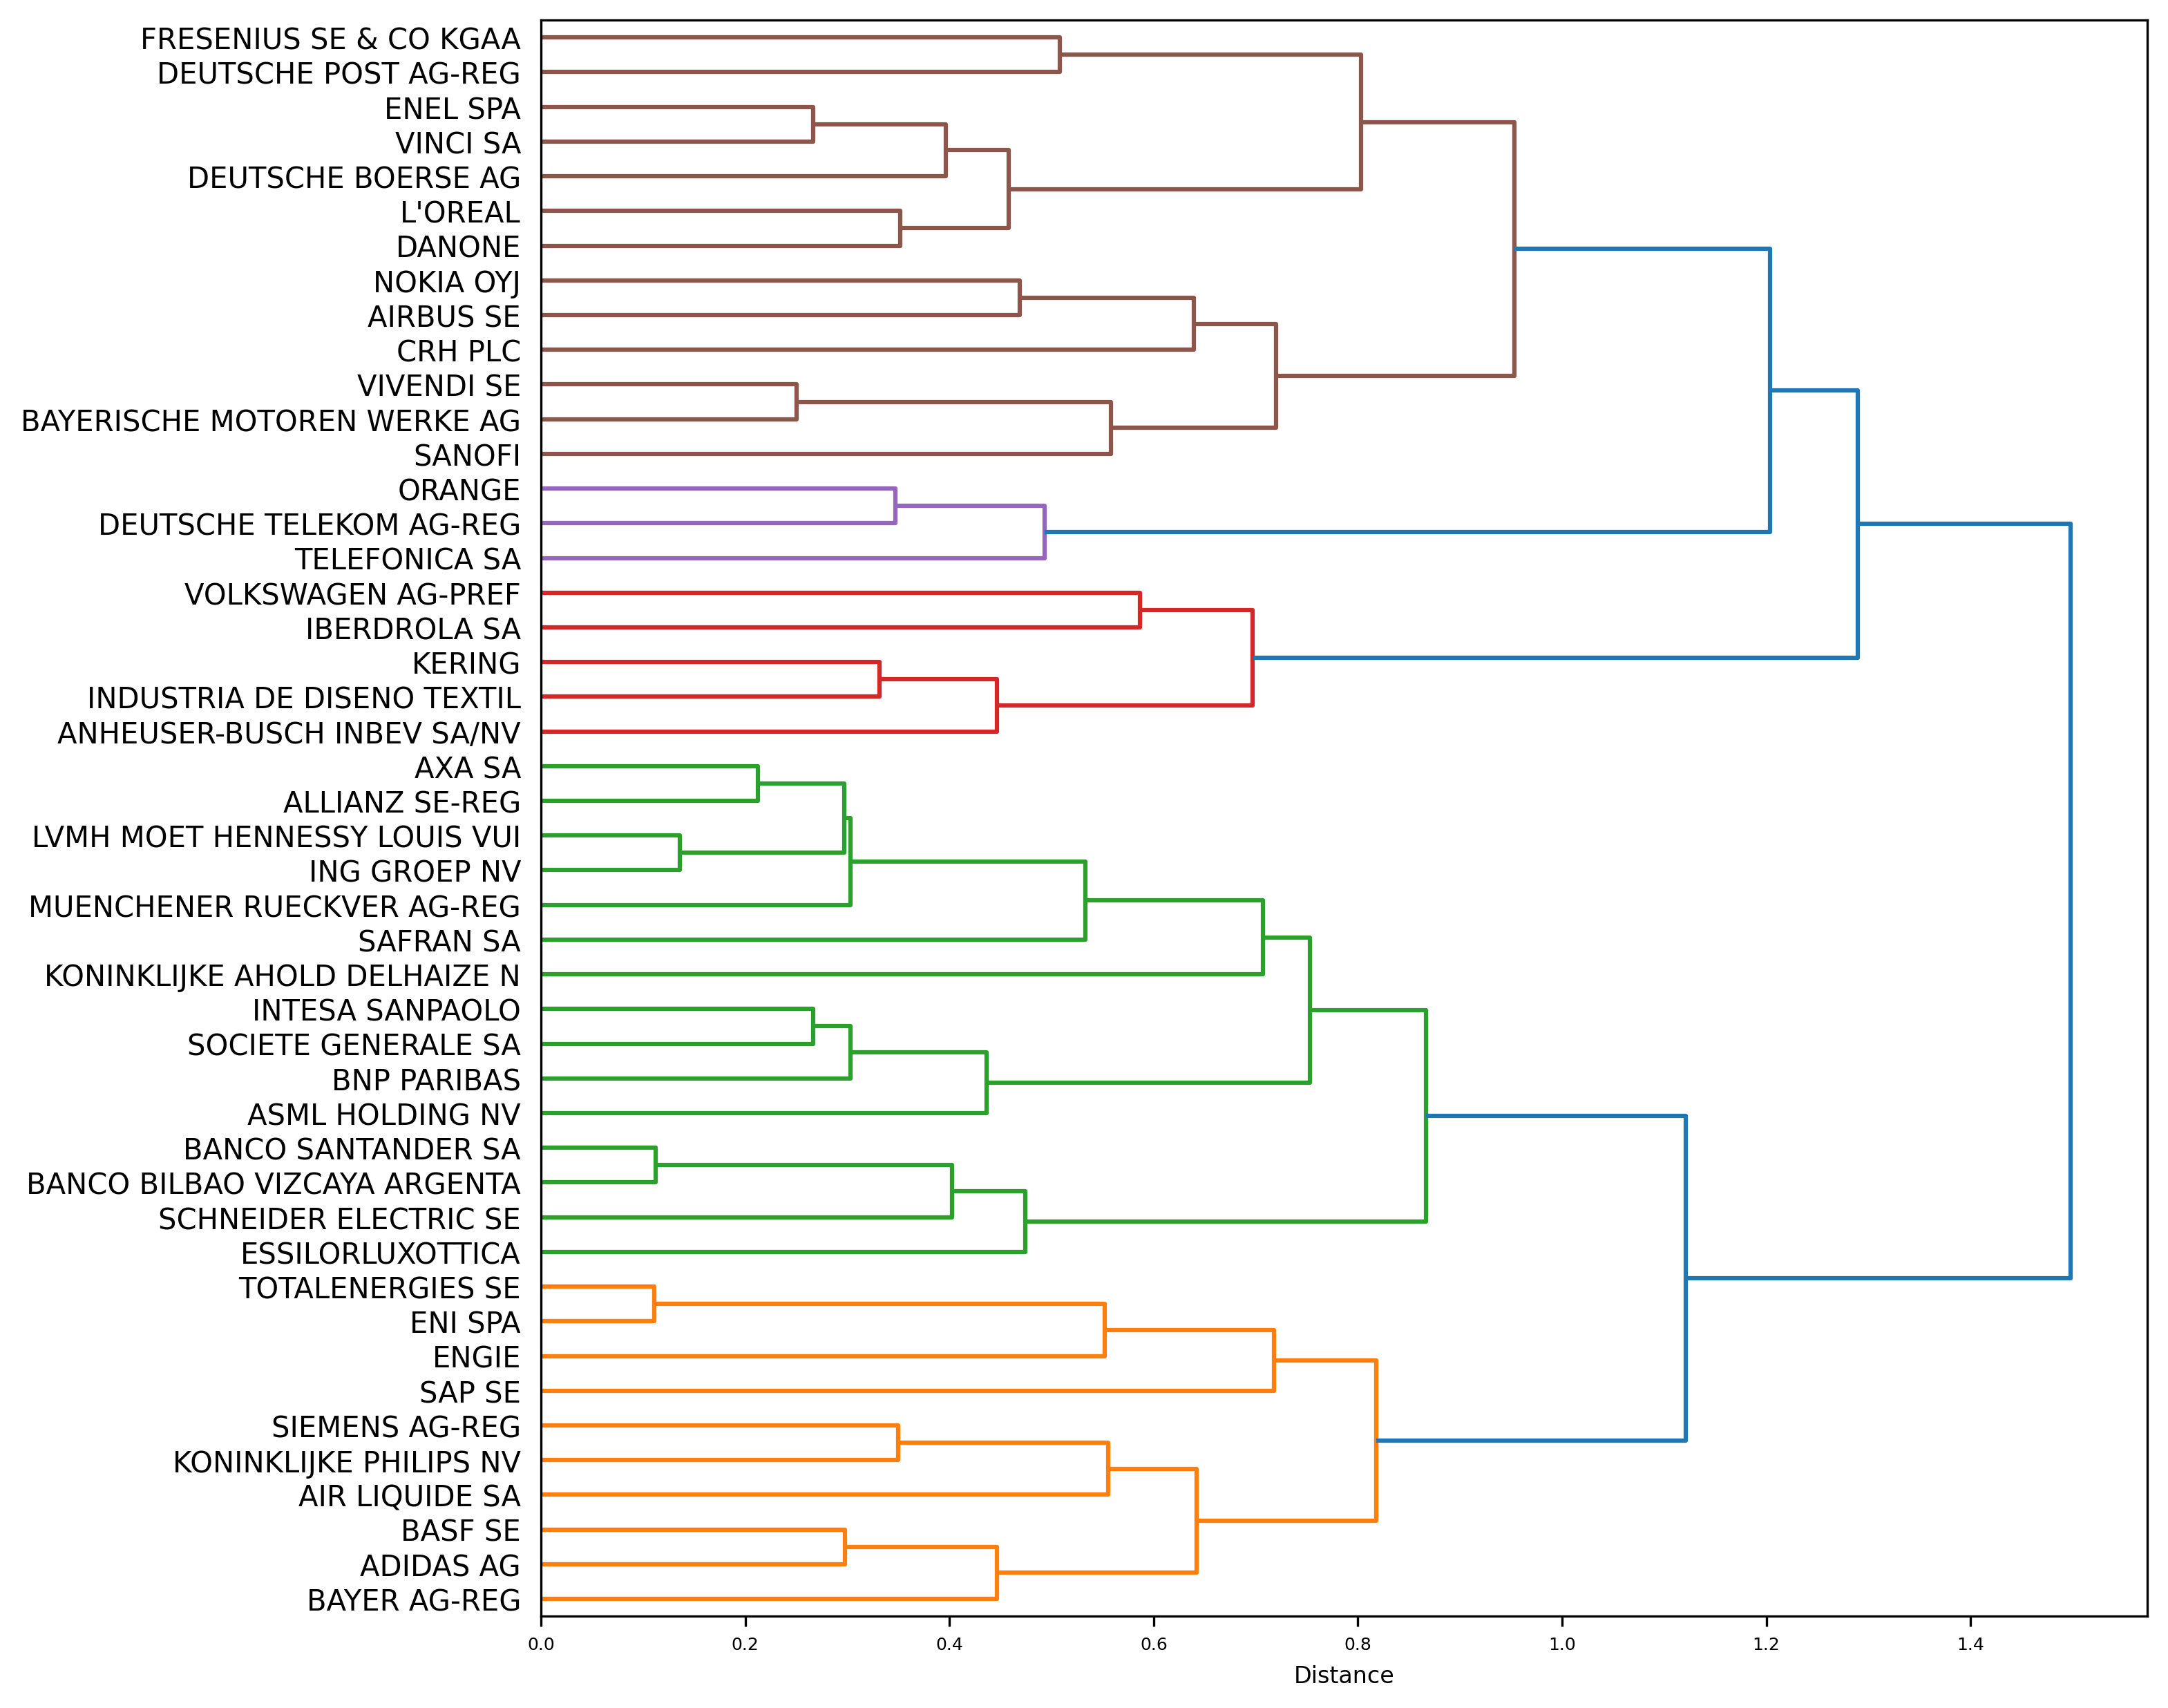 FRESENIUS SE & CO KGAA
DEUTSCHE POST AG-REG
ENEL SPA
VINCI SA
DEUTSCHE BOERSE AG
L'OREAL
DANONE
NOKIA OYJ
AIRBUS SE
CRH PLC
VIVENDI SE
BAYERISCHE MOTOREN WERKE AG
SANOFI
ORANGE
DEUTSCHE TELEKOM AG-REG
TELEFONICA SA
VOLKSWAGEN AG-PREF
IBERDROLA SA
KERING
INDUSTRIA DE DISENO TEXTIL
ANHEUSER-BUSCH INBEV SA/NV
AXA SA
ALLIANZ SE-REG
LVMH MOET HENNESSY LOUIS VUI
ING GROEP NV
MUENCHENER RUECKVER AG-REG
SAFRAN SA
KONINKLIJKE AHOLD DELHAIZE N
INTESA SANPAOLO
SOCIETE GENERALE SA
BNP PARIBAS
ASML HOLDING NV
BANCO SANTANDER SA
BANCO BILBAO VIZCAYA ARGENTA
SCHNEIDER ELECTRIC SE
ESSILORLUXOTTICA
TOTALENERGIES SE
ENI SPA
ENGIE
SAP SE
SIEMENS AG-REG
KONINKLIJKE PHILIPS NV
AIR LIQUIDE SA
BASF SE
ADIDAS AG
BAYER AG-REG
0.0 0.2 0.4 0.6 0.8 1.0 1.2 1.4
Distance